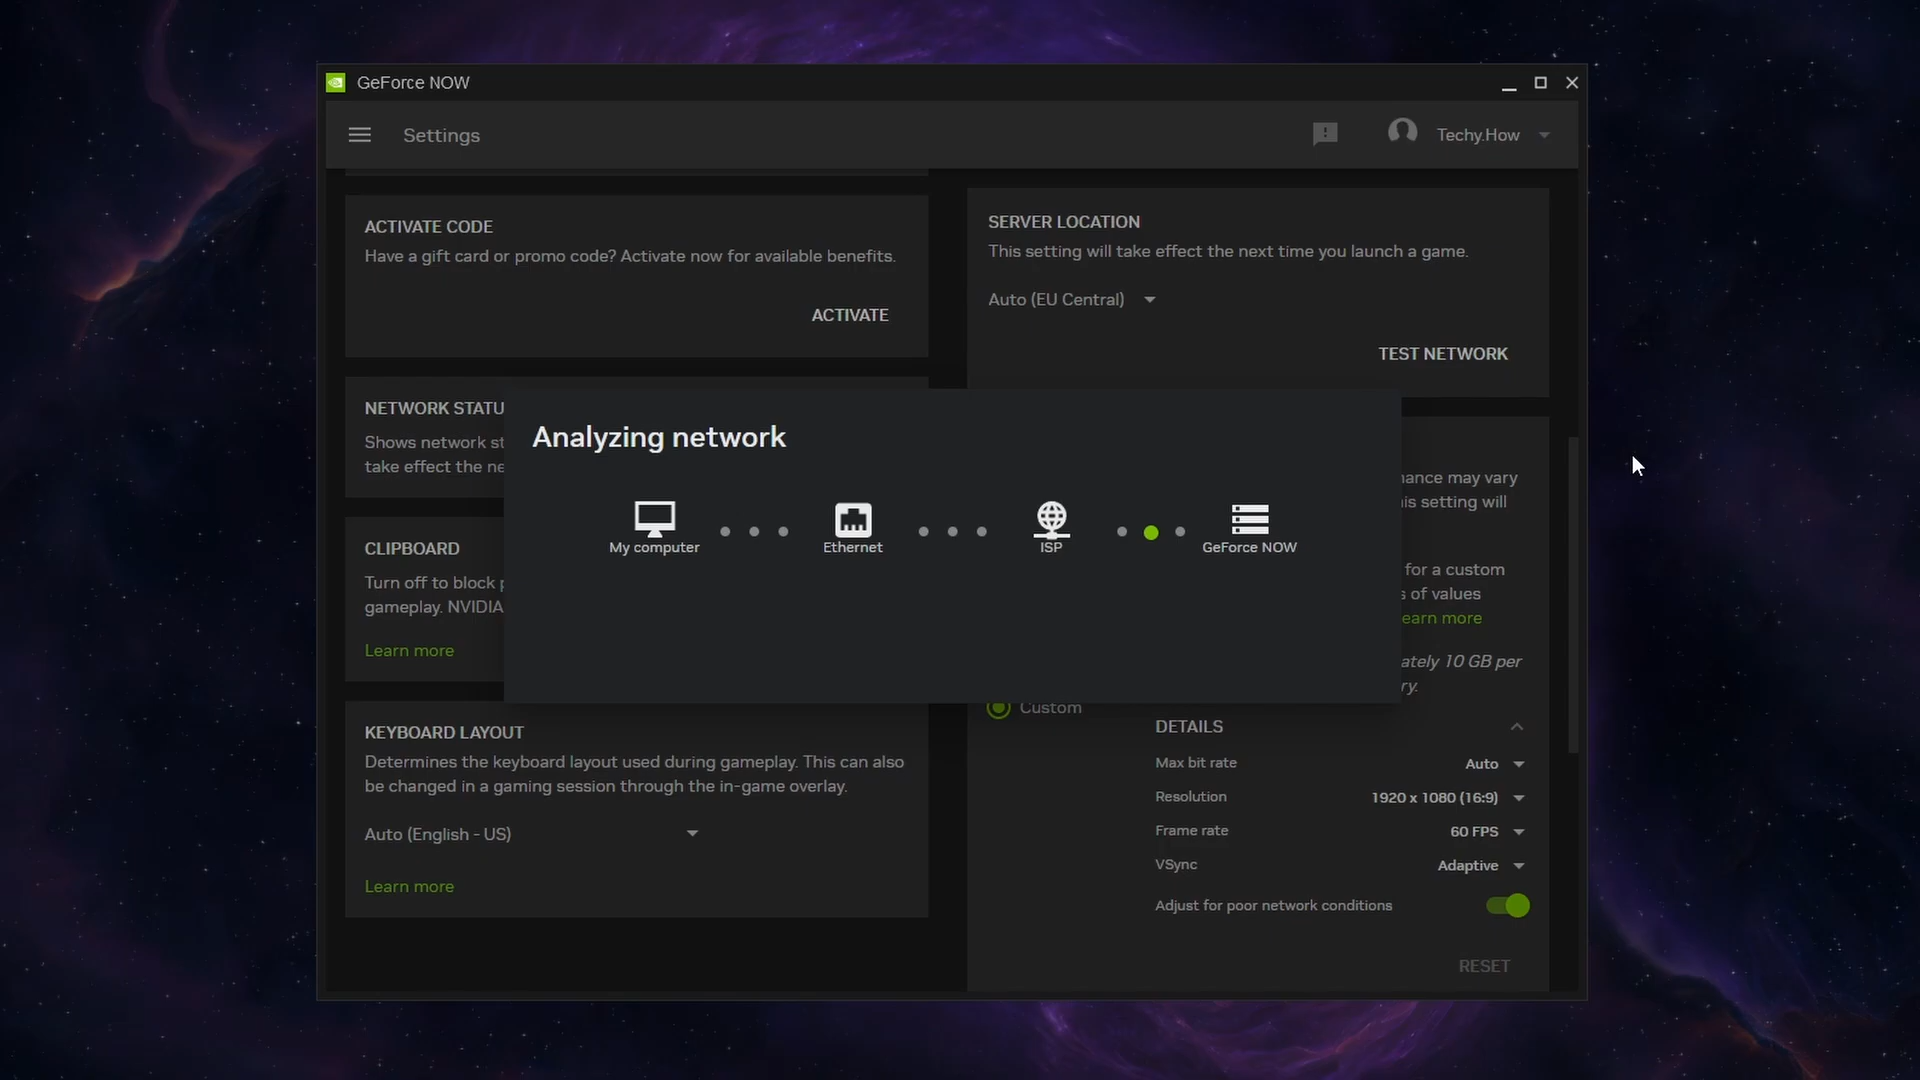 GeForce NOW
Settings
Techy.How
ACTIVATE CODE
Have a gift card or promo code? Activate now for available benefits.
ACTIVATE
SERVER LOCATION
This setting will take effect the next time you launch a game.
Auto (EU Central)
TEST NETWORK
NETWORK STATU
Shows network st
take effect the ne
CLIPBOARD
Turn off to block
gameplay. NVIDIA
Learn more
Analyzing network
My computer
Ethernet
ISP
GeForce NOW
ance may vary
is setting will
for a custom
s of values
earn more
ately 10 GB per
ry.
KEYBOARD LAYOUT
Determines the keyboard layout used during gameplay. This can also
be changed in a gaming session through the in-game overlay.
Auto (English - US)
Learn more
Custom
DETAILS
Max bit rate Auto
Resolution 1920 x 1080 (16:9)
Frame rate 60 FPS
VSync Adaptive
Adjust for poor network conditions
RESET